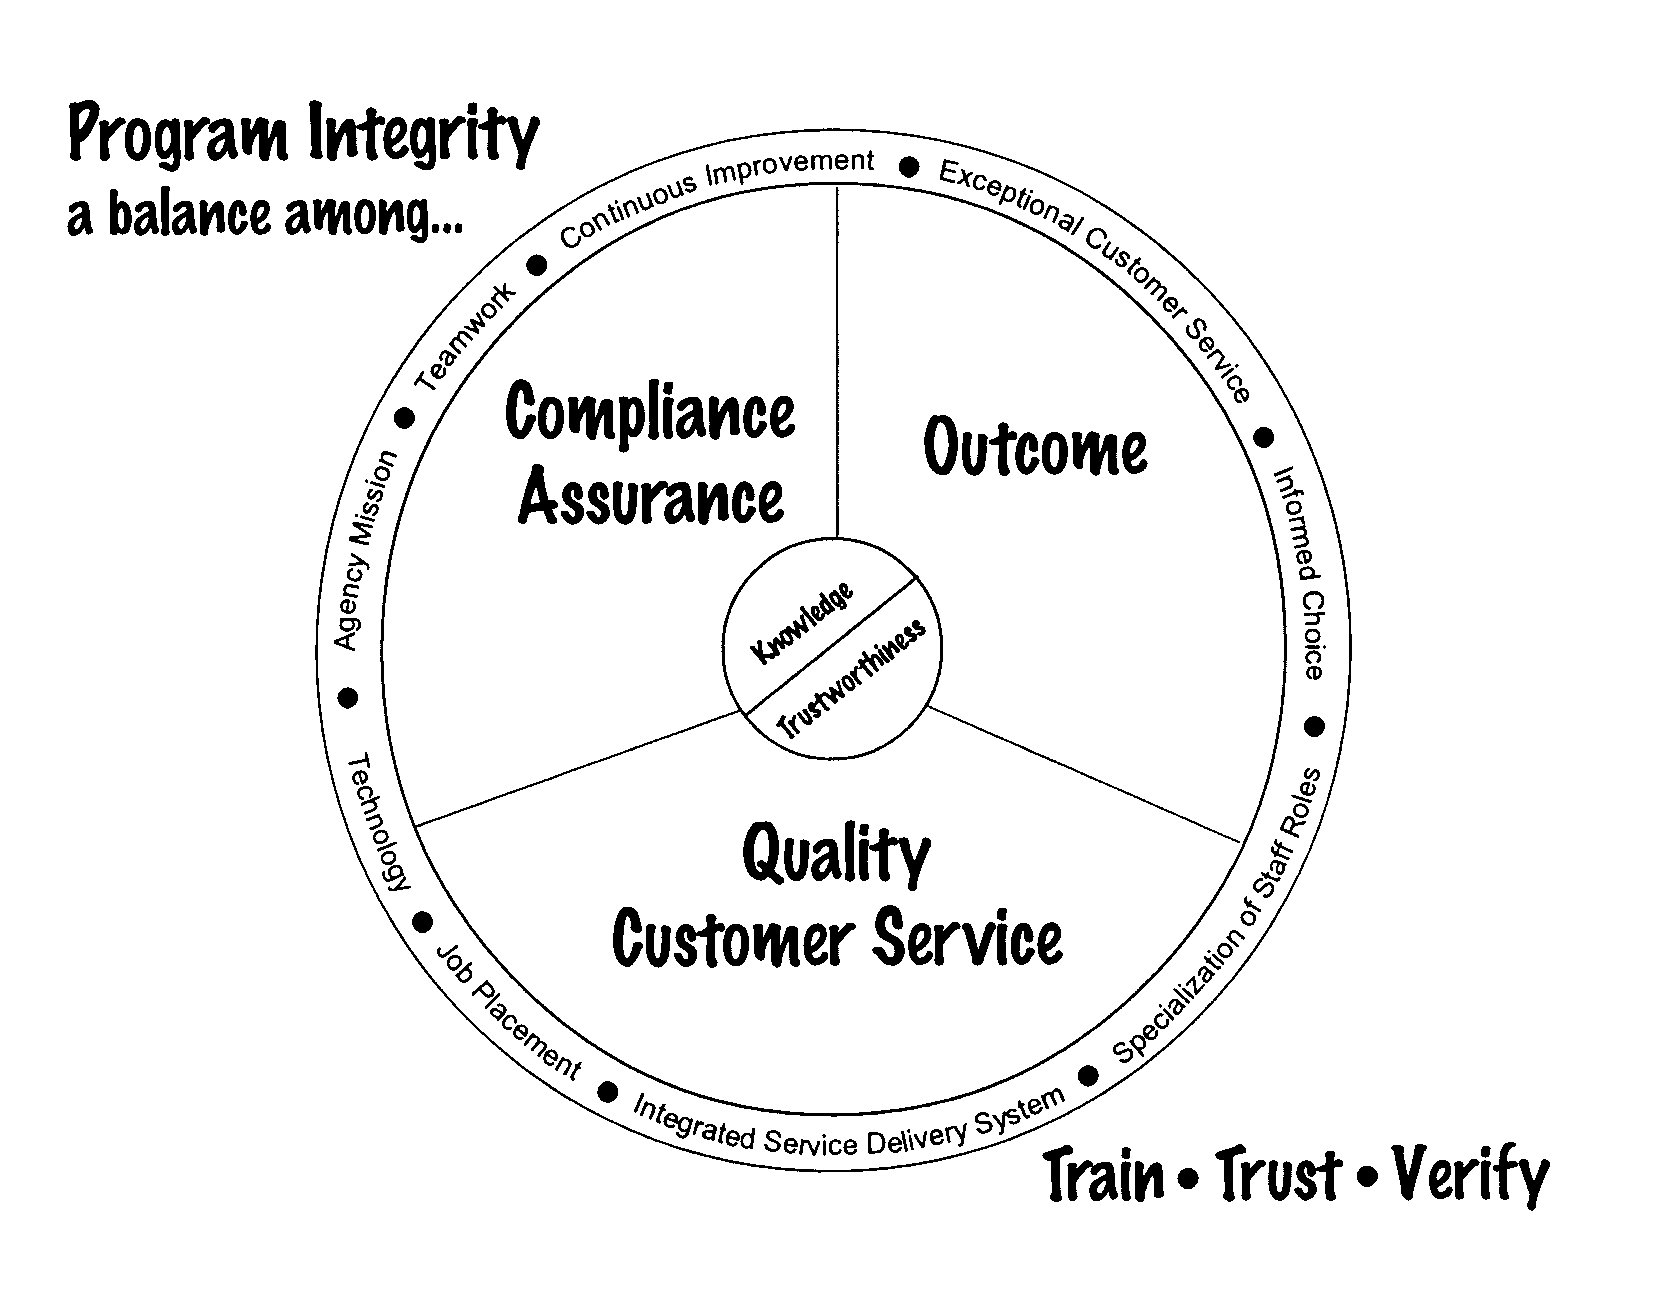 Program Integrity
a balance among...
Continuous Improvement • Exceptional Customer Service • Informed Choice • Specialization of Staff Roles • Integrated Service Delivery System • Job Placement • Technology • Agency Mission • Teamwork •
Compliance
Assurance
Outcome
Knowledge
Trustworthiness
Quality
Customer Service
Train • Trust • Verify